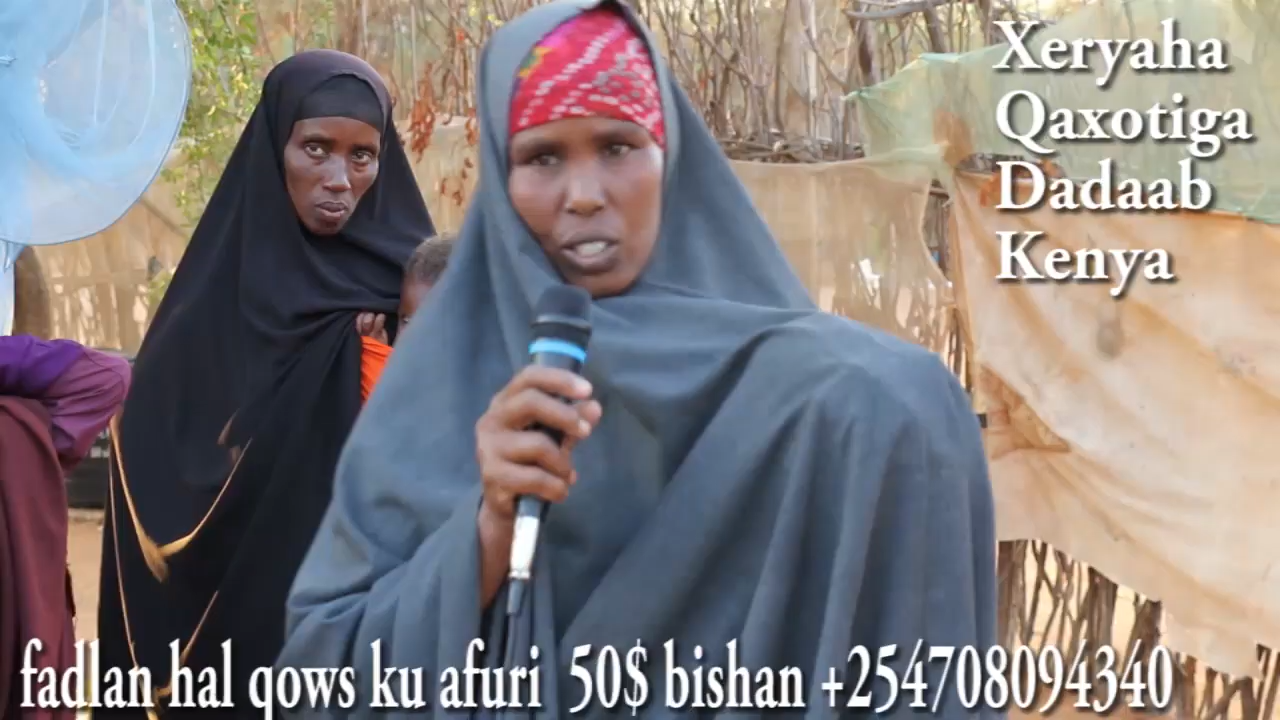 Xeryaha
Qaxotiga
Dadaab
Kenya
fadlan hal qows ku afuri 50$ bishan +254708094340